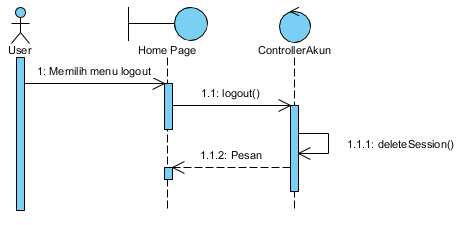 User
Home Page
ControllerAkun
1: Memilih menu logout
1.1: logout()
1.1.1: deleteSession()
1.1.2: Pesan